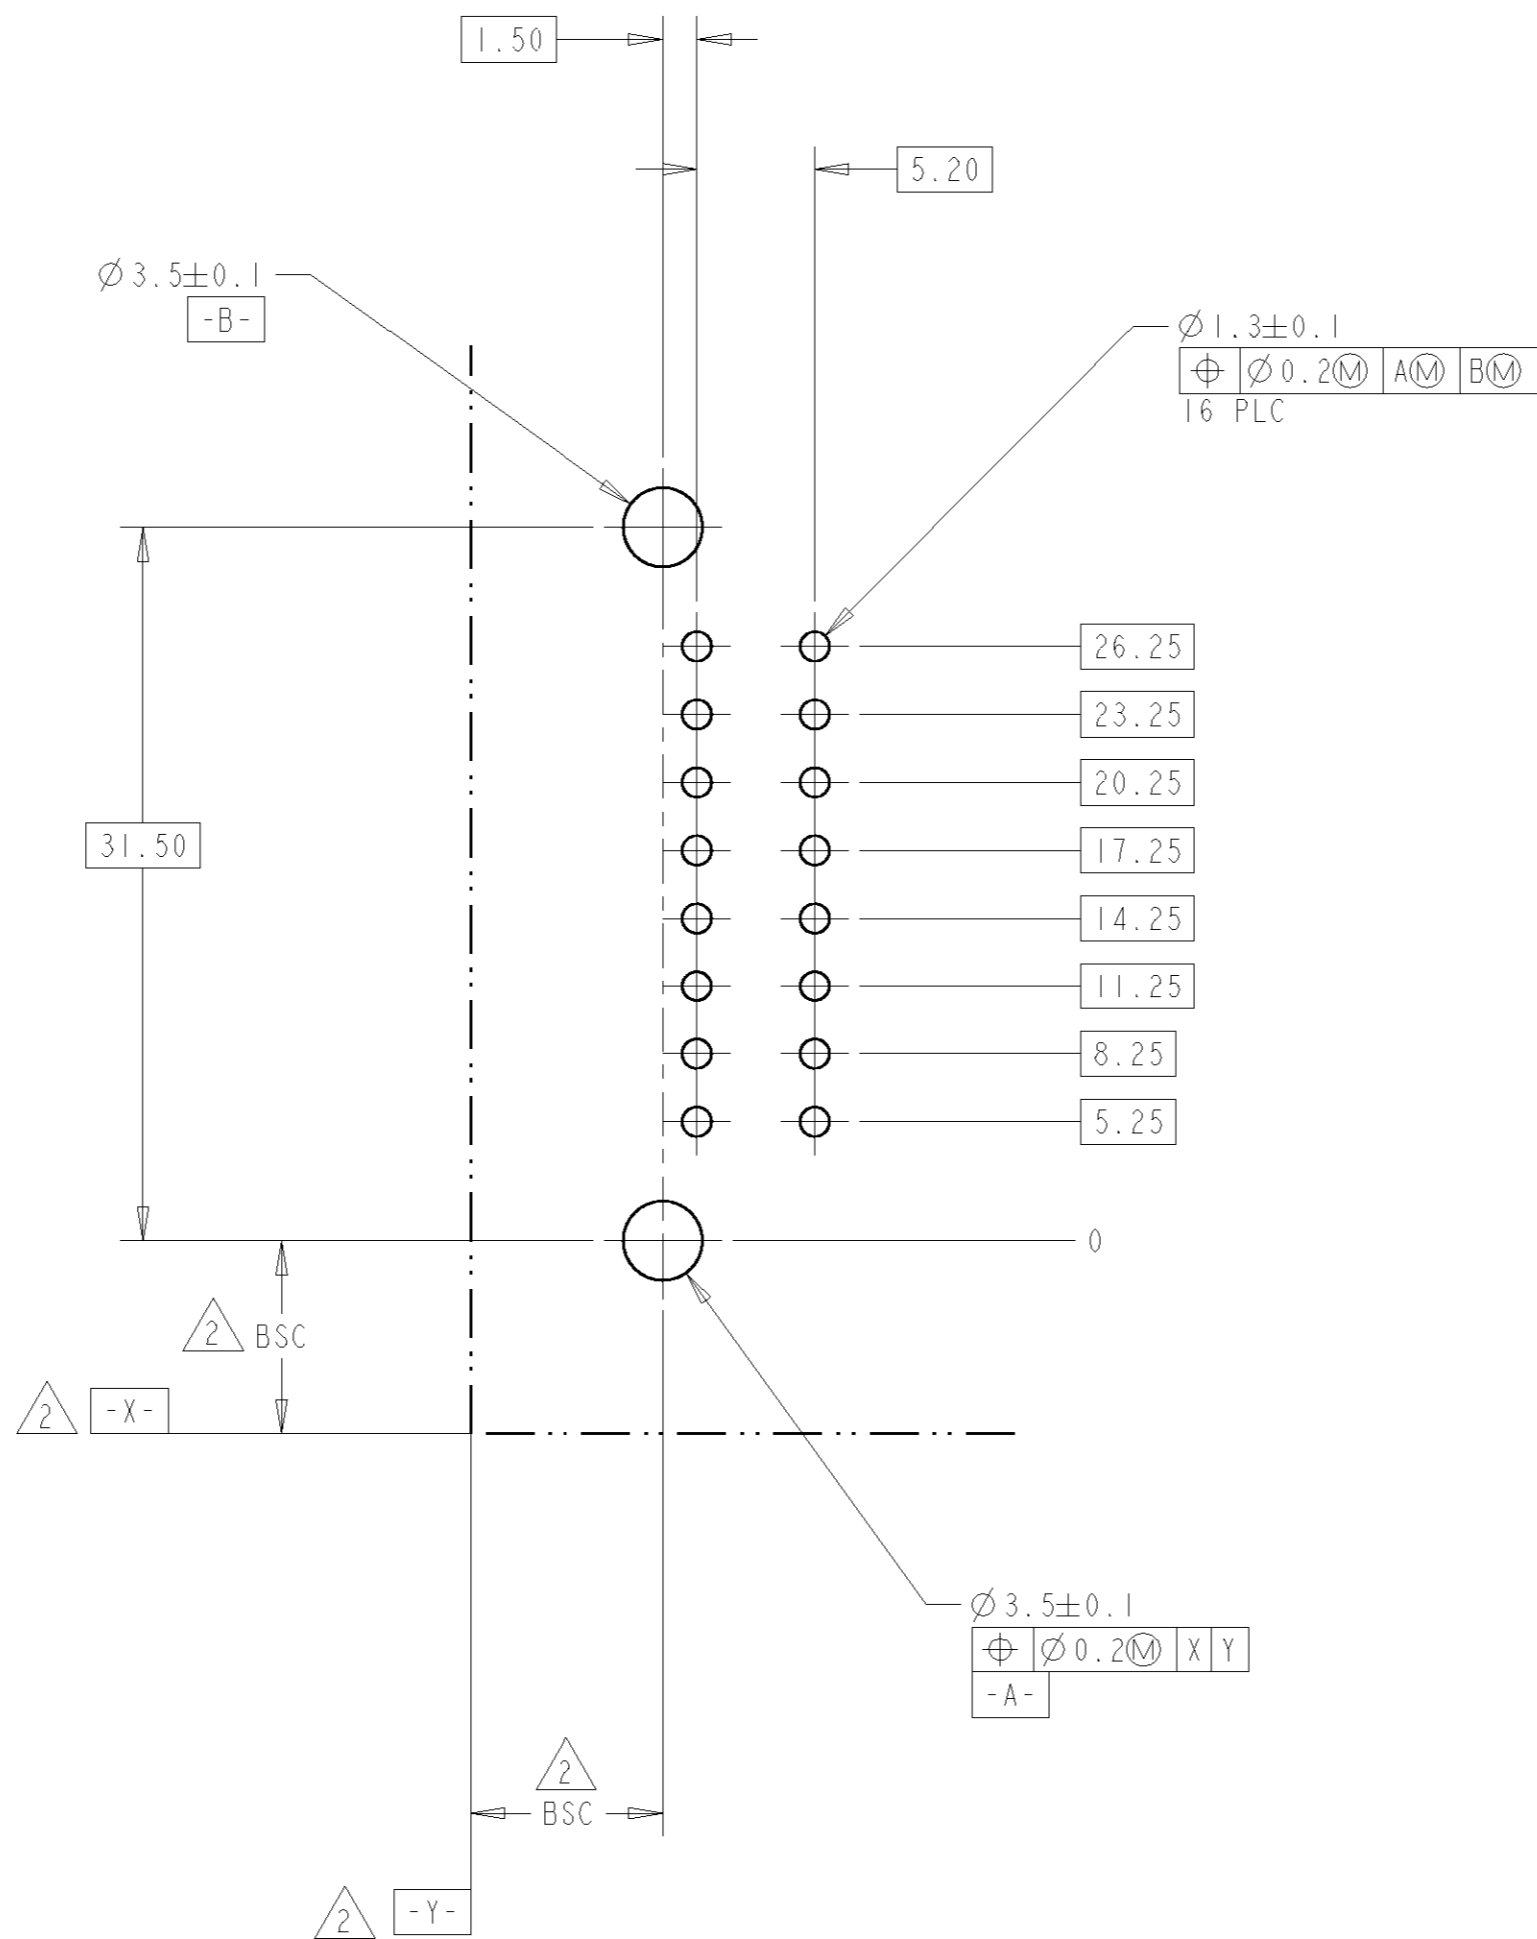 1.50
5.20
Ø3.5±0.1
-B-
Ø1.3±0.1
⌖ Ø0.2Ⓜ AⓂ BⓂ
16 PLC
26.25
23.25
20.25
17.25
31.50
14.25
11.25
8.25
5.25
0
2 BSC
2 -X-
Ø3.5±0.1
⌖ Ø0.2Ⓜ X Y
-A-
2
BSC
2 -Y-